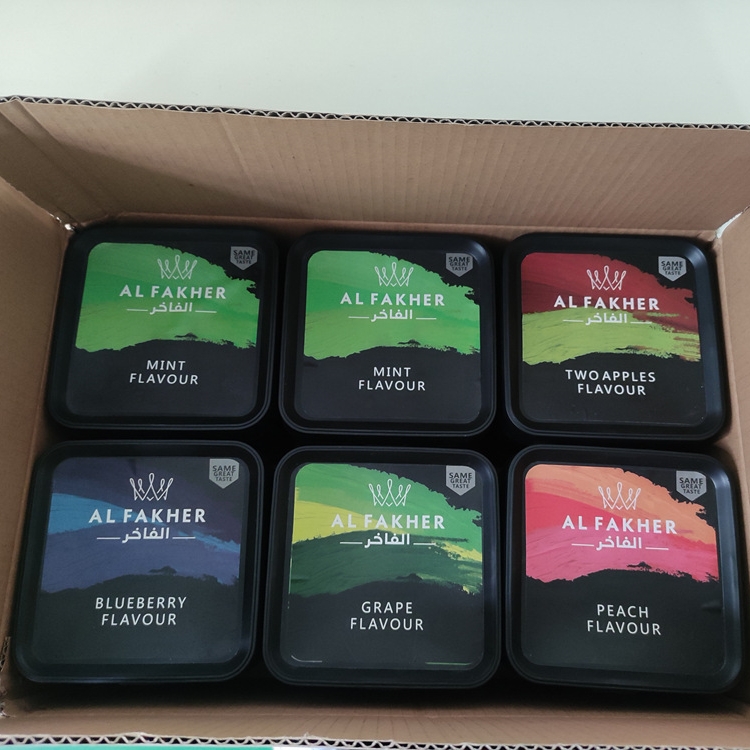 SAME
GREAT
TASTE
AL FAKHER
الفاخر
MINT
FLAVOUR
SAME
GREAT
TASTE
AL FAKHER
الفاخر
MINT
FLAVOUR
SAME
GREAT
TASTE
AL FAKHER
الفاخر
TWO APPLES
FLAVOUR
SAME
GREAT
TASTE
AL FAKHER
الفاخر
BLUEBERRY
FLAVOUR
SAME
GREAT
TASTE
AL FAKHER
الفاخر
GRAPE
FLAVOUR
SAME
GREAT
TASTE
AL FAKHER
الفاخر
PEACH
FLAVOUR